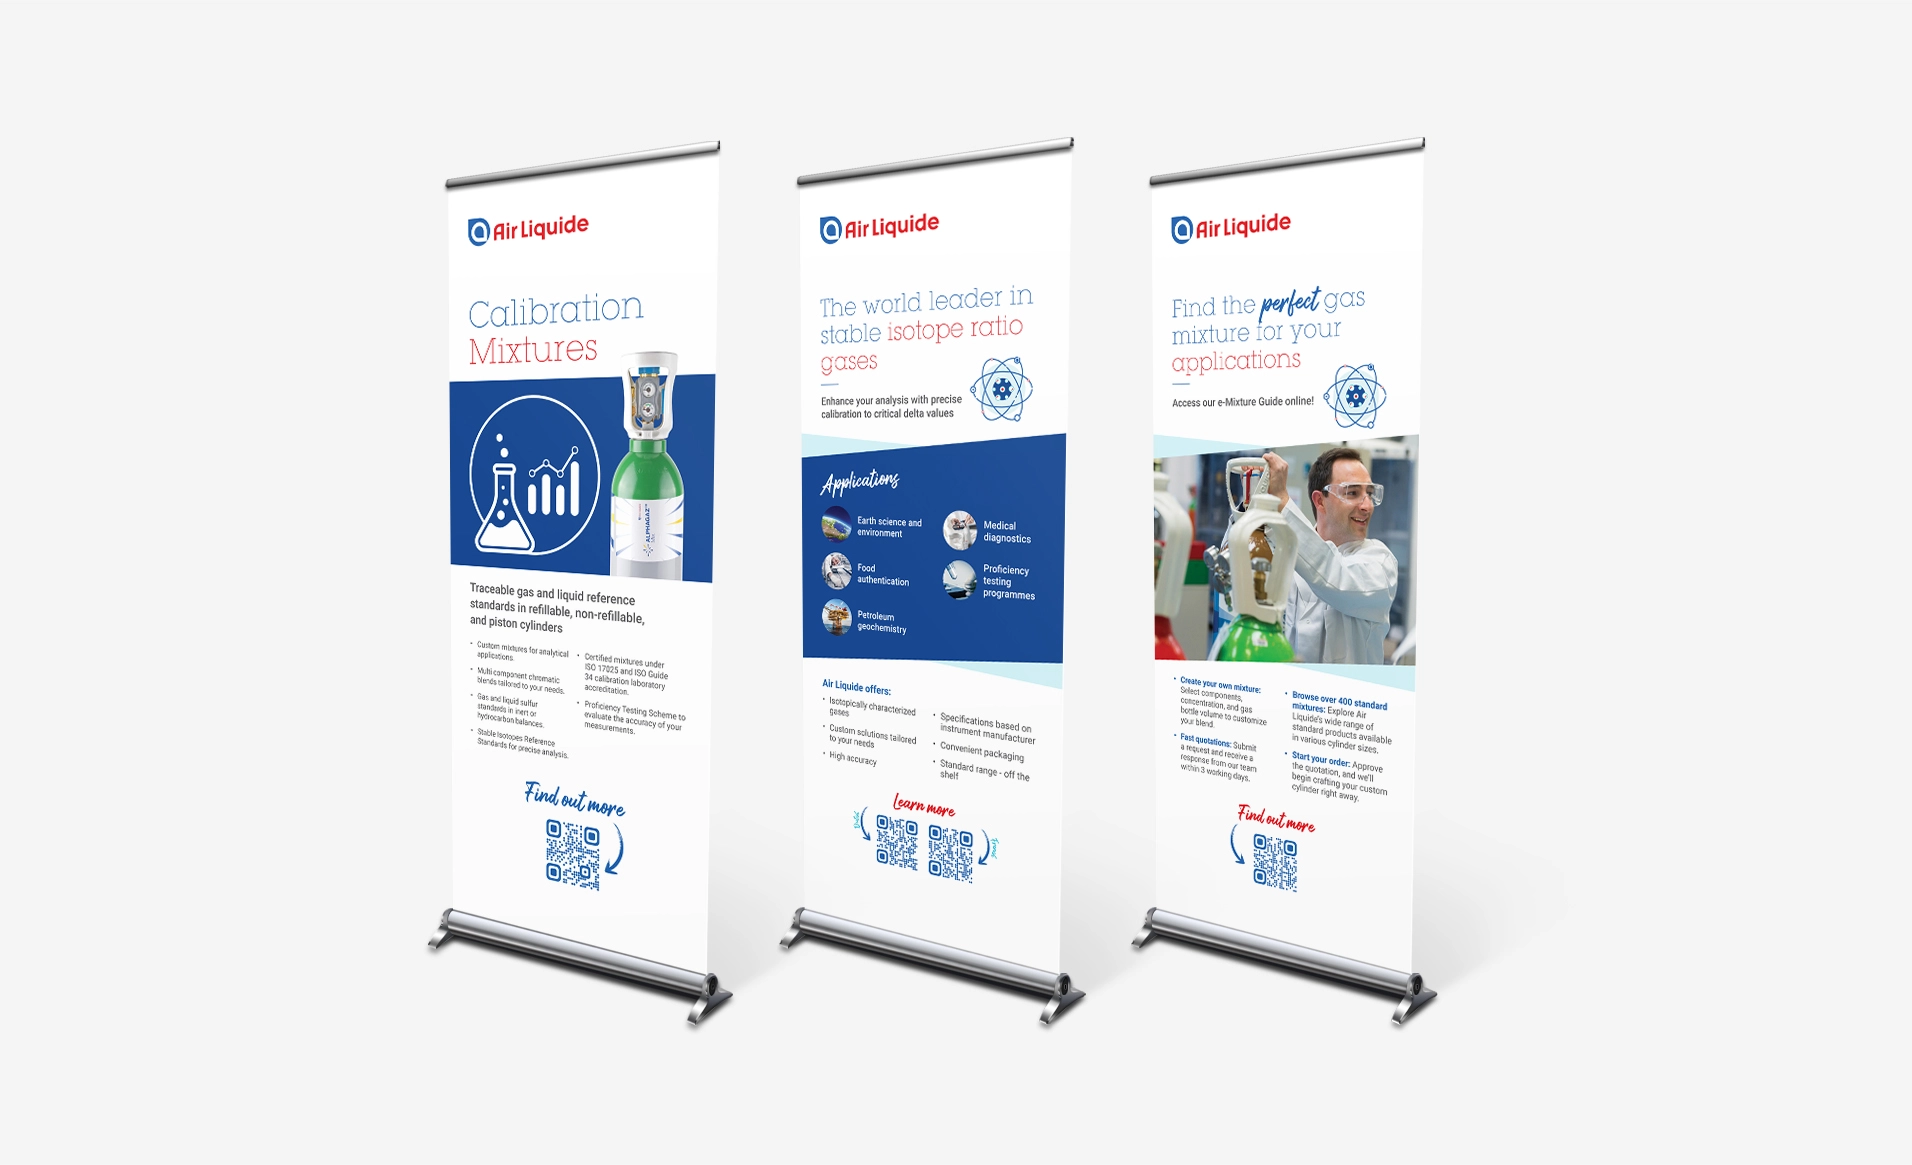 Air Liquide
Calibration
Mixtures
ALPHAGAZ™
Traceable gas and liquid reference
standards in refillable, non-refillable,
and piston cylinders
• Custom mixtures for analytical
applications.
• Multi-component chromatic
blends tailored to your needs.
• Gas and liquid sulfur
standards in inert or
hydrocarbon balances.
• Stable Isotopes Reference
Standards for precise analysis.
• Certified mixtures under
ISO 17025 and ISO Guide
34 calibration laboratory
accreditation.
• Proficiency Testing Scheme to
evaluate the accuracy of your
measurements.
Find out more
Air Liquide
The world leader in
stable isotope ratio
gases
Enhance your analysis with precise
calibration to critical delta values
Applications
Earth science and
environment
Food
authentication
Petroleum
geochemistry
Medical
diagnostics
Proficiency
testing
programmes
Air Liquide offers:
• Isotopically characterized
gases
• Custom solutions tailored
to your needs
• High accuracy
• Specifications based on
instrument manufacturer
• Convenient packaging
• Standard range - off the
shelf
Learn more
Air Liquide
Find the perfect gas
mixture for your
applications
Access our e-Mixture Guide online!
• Create your own mixture:
Select components,
concentration, and gas
bottle volume to customize
your blend.
• Fast quotations: Submit
a request and receive a
response from our team
within 3 working days.
• Browse over 400 standard
mixtures: Explore Air
Liquide's wide range of
standard products available
in various cylinder sizes.
• Start your order: Approve
the quotation, and we'll
begin crafting your custom
cylinder right away.
Find out more